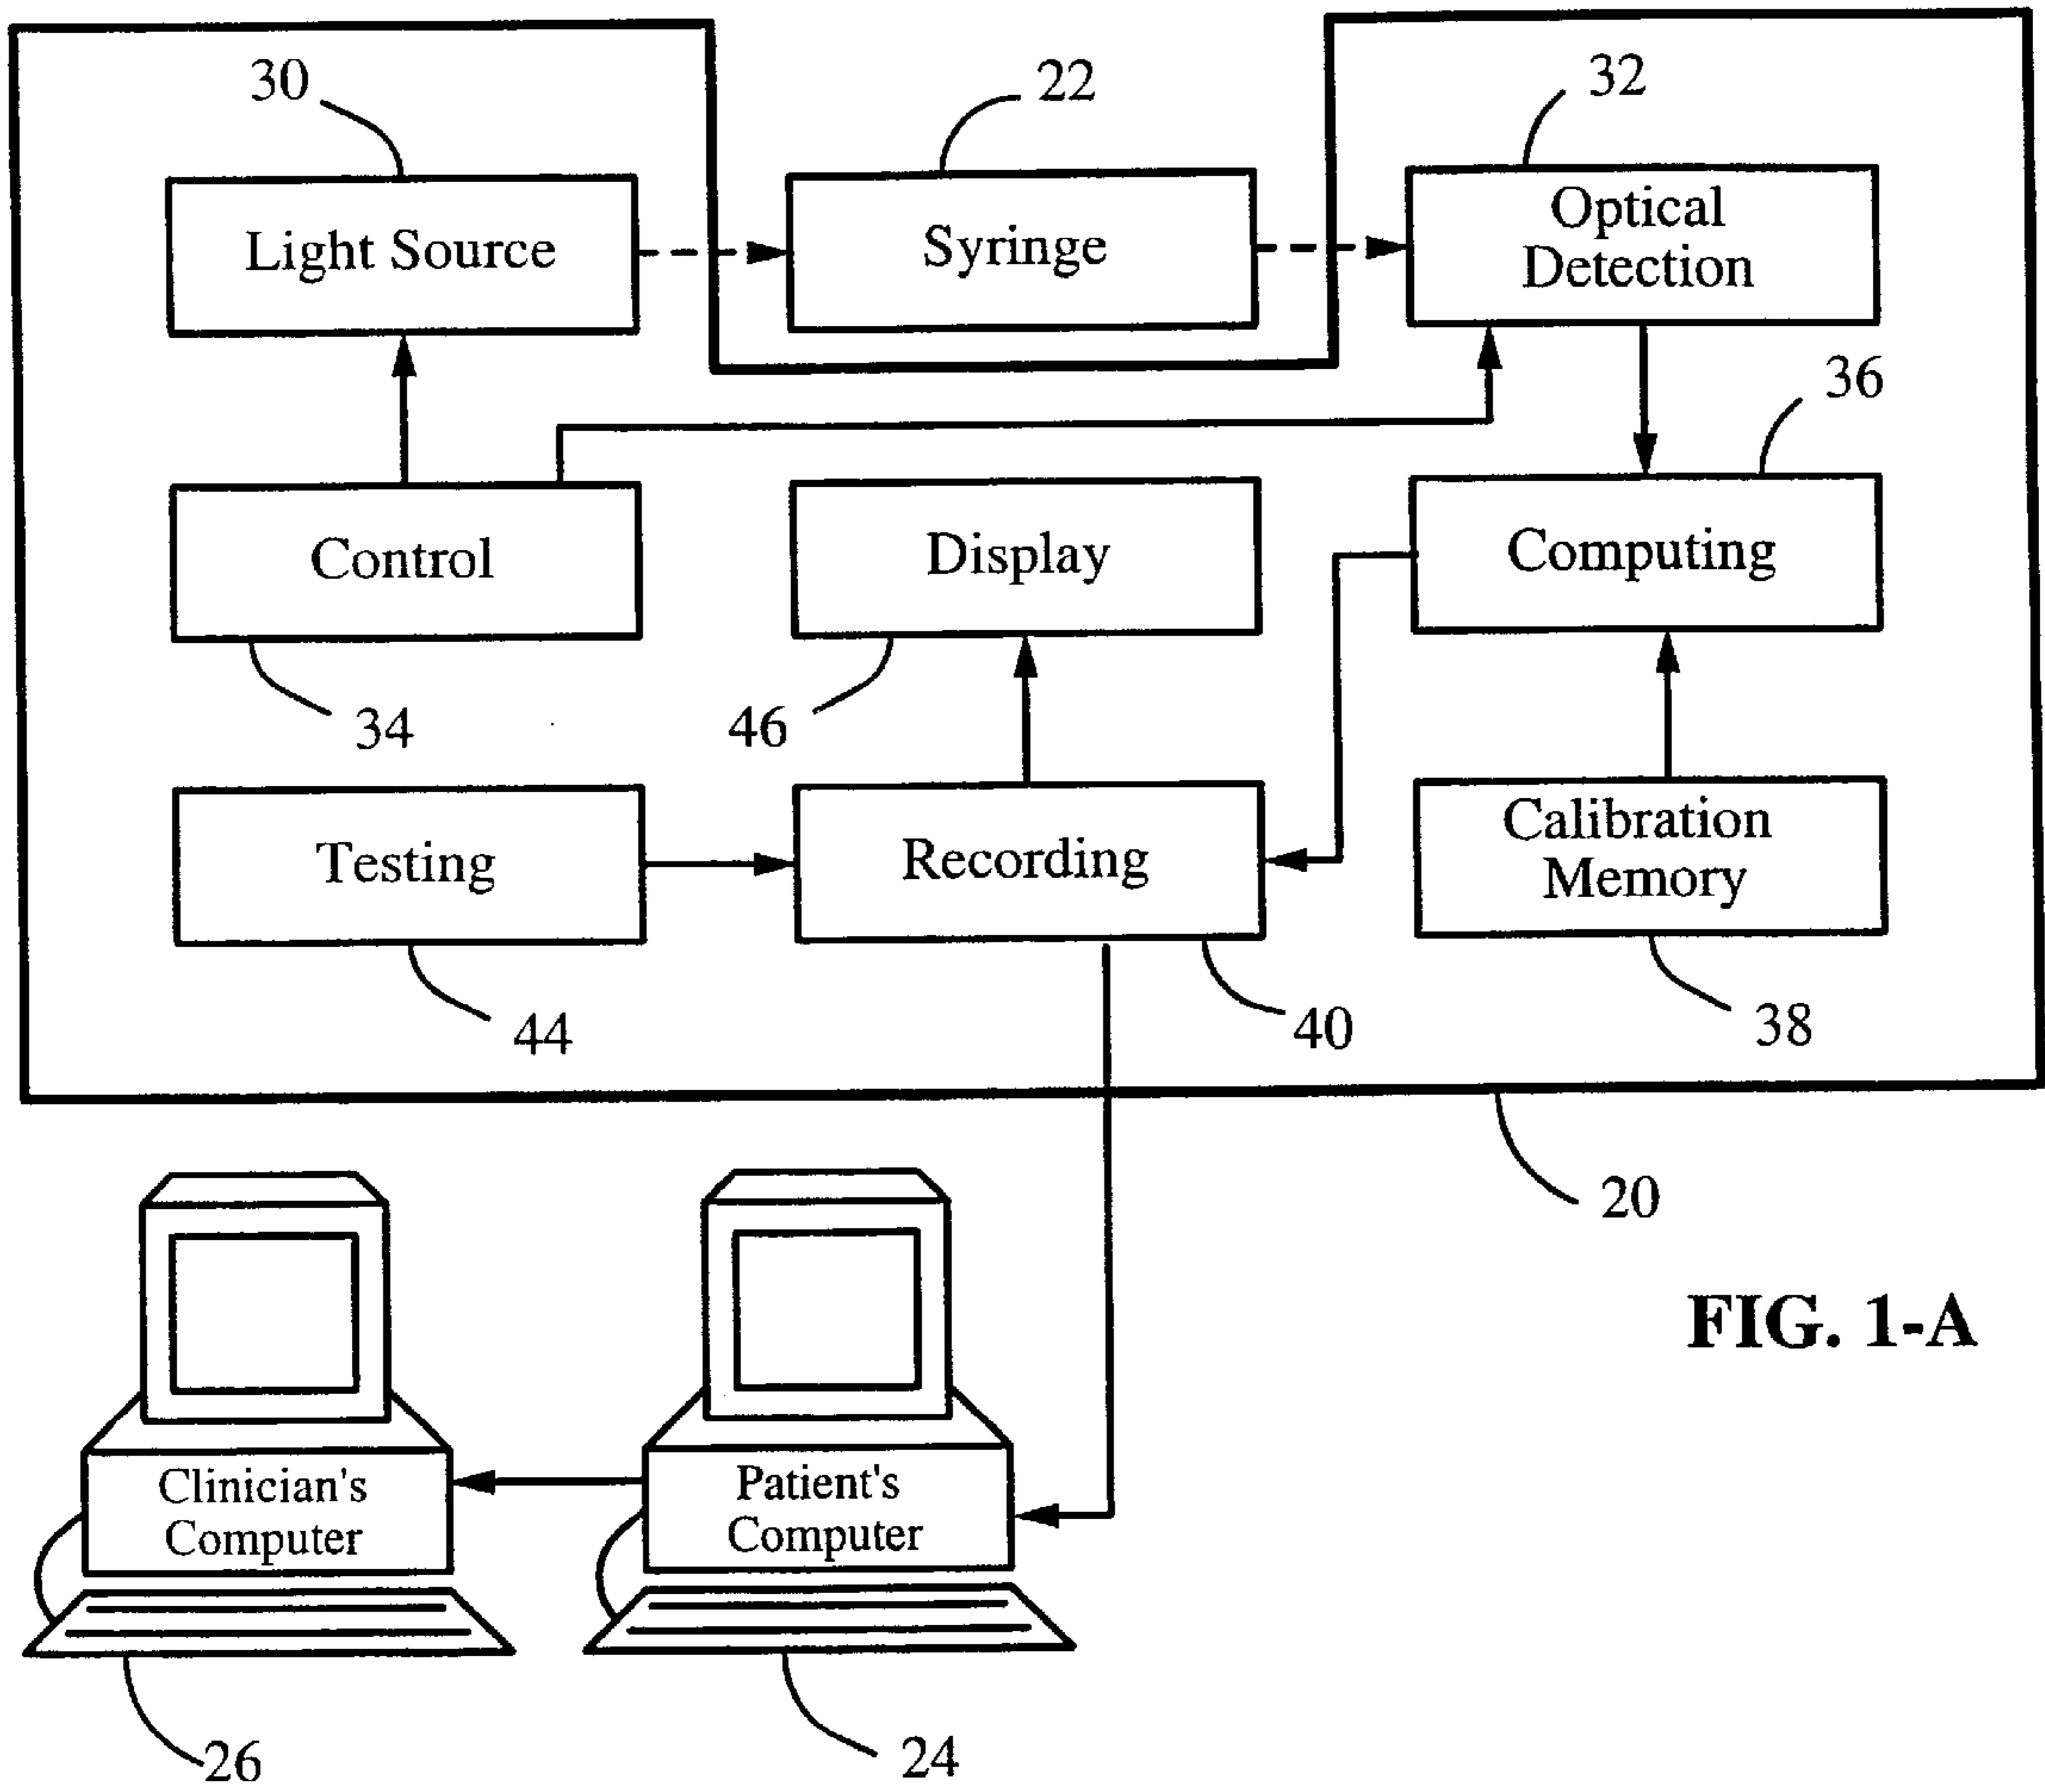 30
22
32
Light Source
Syringe
Optical
Detection
36
Control
Display
Computing
34
46
Testing
Recording
Calibration
Memory
44
40
38
20
FIG. 1-A
Clinician's
Computer
Patient's
Computer
26
24